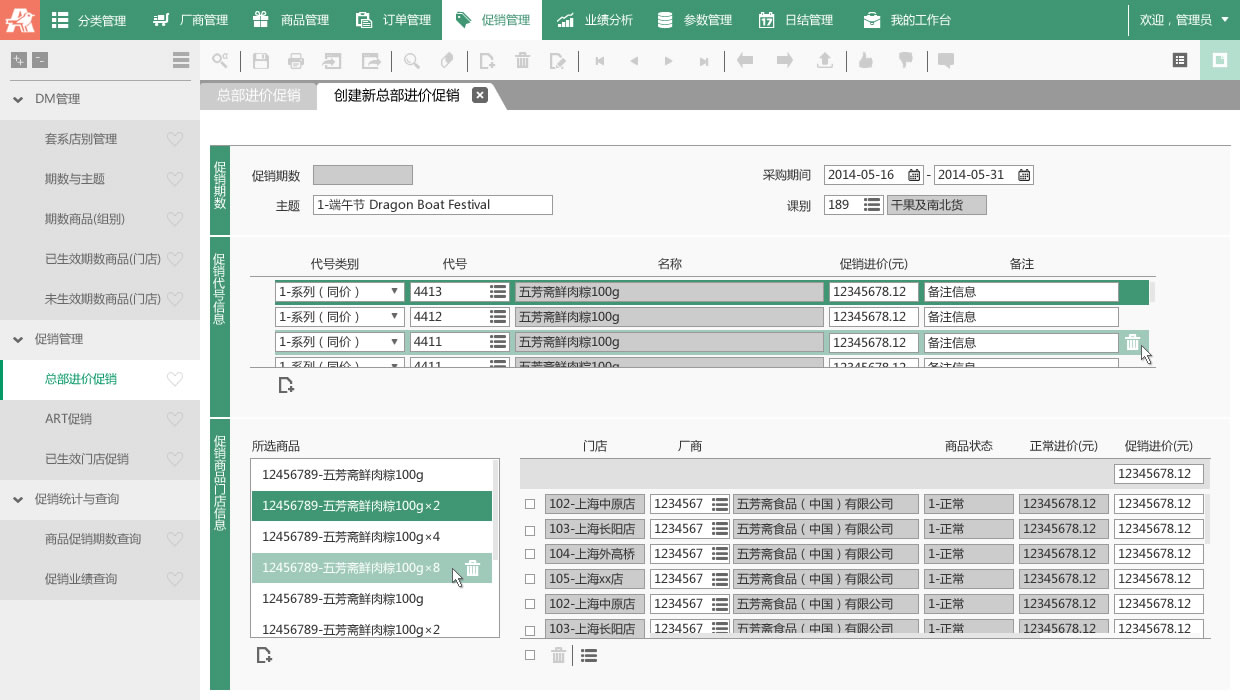 分类管理 厂商管理 商品管理 订单管理 促销管理 业绩分析 参数管理 日结管理 我的工作台 欢迎，管理员
总部进价促销 创建新总部进价促销
DM管理
套系店别管理
期数与主题
期数商品(组别)
已生效期数商品(门店)
未生效期数商品(门店)
促销管理
总部进价促销
ART促销
已生效门店促销
促销统计与查询
商品促销期数查询
促销业绩查询
促销期数
促销期数 采购期间 2014-05-16 - 2014-05-31
主题 1-端午节 Dragon Boat Festival 课别 189 干果及南北货
促销代号信息
代号类别 代号 名称 促销进价(元) 备注
1-系列（同价） 4413 五芳斋鲜肉粽100g 12345678.12 备注信息
1-系列（同价） 4412 五芳斋鲜肉粽100g 12345678.12 备注信息
1-系列（同价） 4411 五芳斋鲜肉粽100g 12345678.12 备注信息
1-系列（同价） 4411 五芳斋鲜肉粽100g 12345678.12 备注信息
促销商品门店信息
所选商品
12456789-五芳斋鲜肉粽100g
12456789-五芳斋鲜肉粽100g×2
12456789-五芳斋鲜肉粽100g×4
12456789-五芳斋鲜肉粽100g×8
12456789-五芳斋鲜肉粽100g
12456789-五芳斋鲜肉粽100g×2
门店 厂商 商品状态 正常进价(元) 促销进价(元)
12345678.12
102-上海中原店 1234567 五芳斋食品（中国）有限公司 1-正常 12345678.12 12345678.12
103-上海长阳店 1234567 五芳斋食品（中国）有限公司 1-正常 12345678.12 12345678.12
104-上海外高桥 1234567 五芳斋食品（中国）有限公司 1-正常 12345678.12 12345678.12
105-上海xx店 1234567 五芳斋食品（中国）有限公司 1-正常 12345678.12 12345678.12
102-上海中原店 1234567 五芳斋食品（中国）有限公司 1-正常 12345678.12 12345678.12
103-上海长阳店 1234567 五芳斋食品（中国）有限公司 1-正常 12345678.12 12345678.12